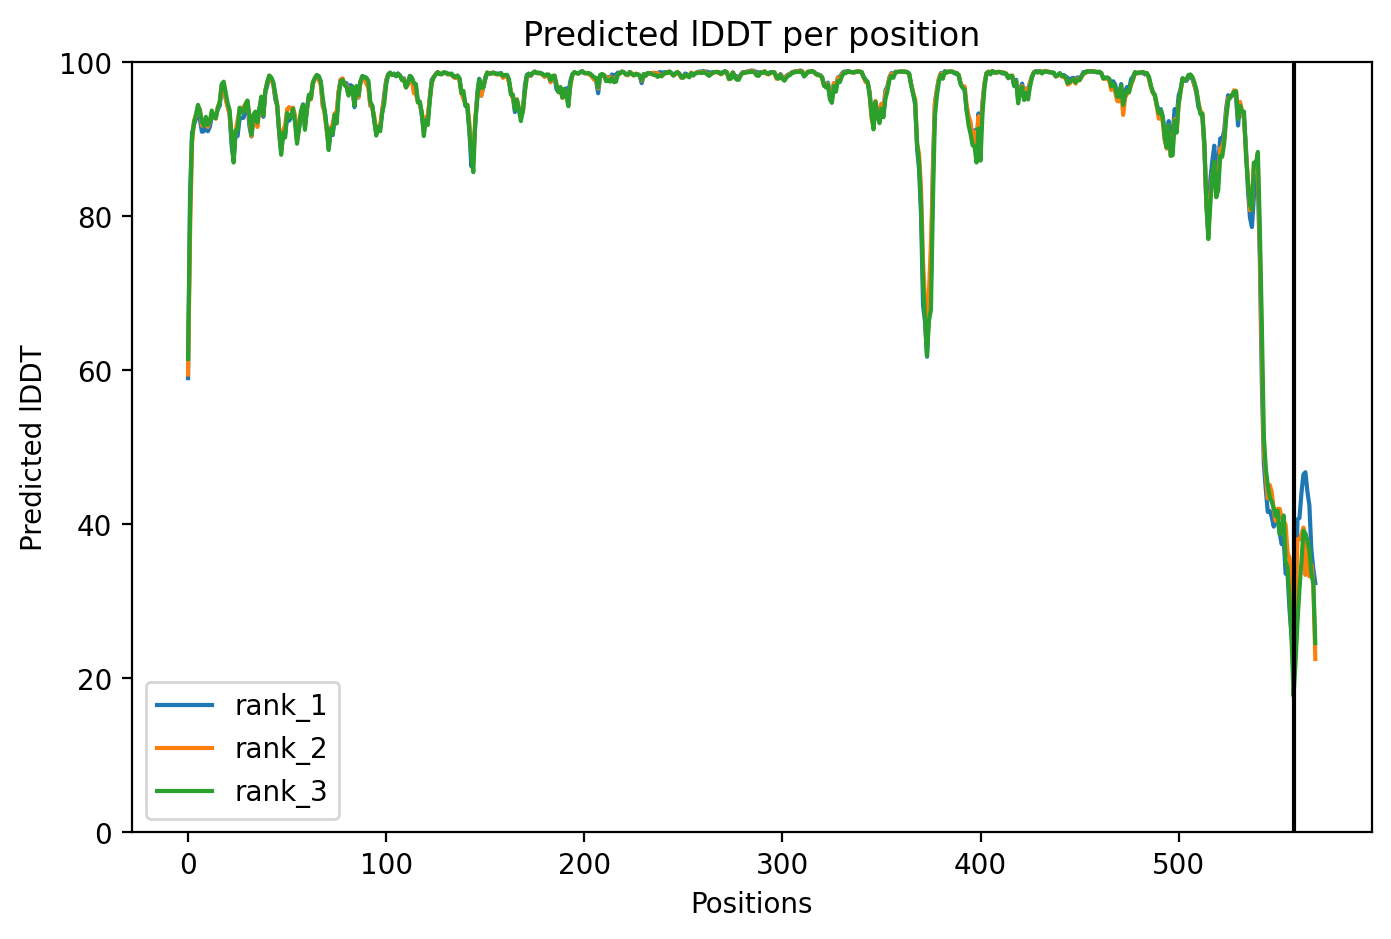 Predicted lDDT per position
100
80
60
40
20
0
Predicted lDDT
0 100 200 300 400 500
Positions
rank_1
rank_2
rank_3